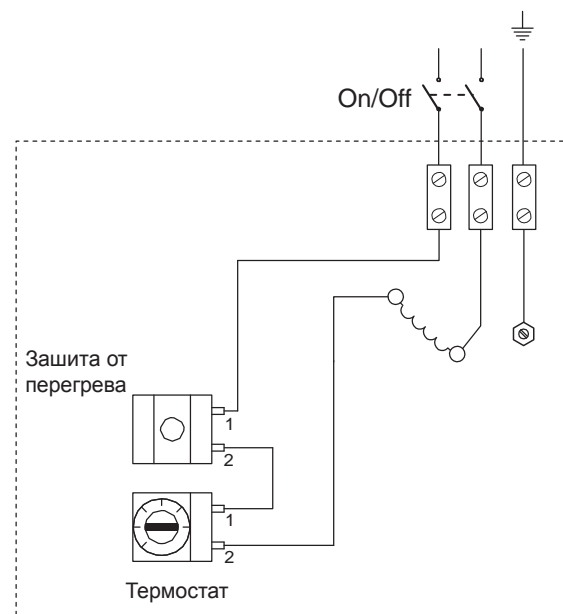 On/Off
Зашита от
перегрева
1
2
1
2
Термостат